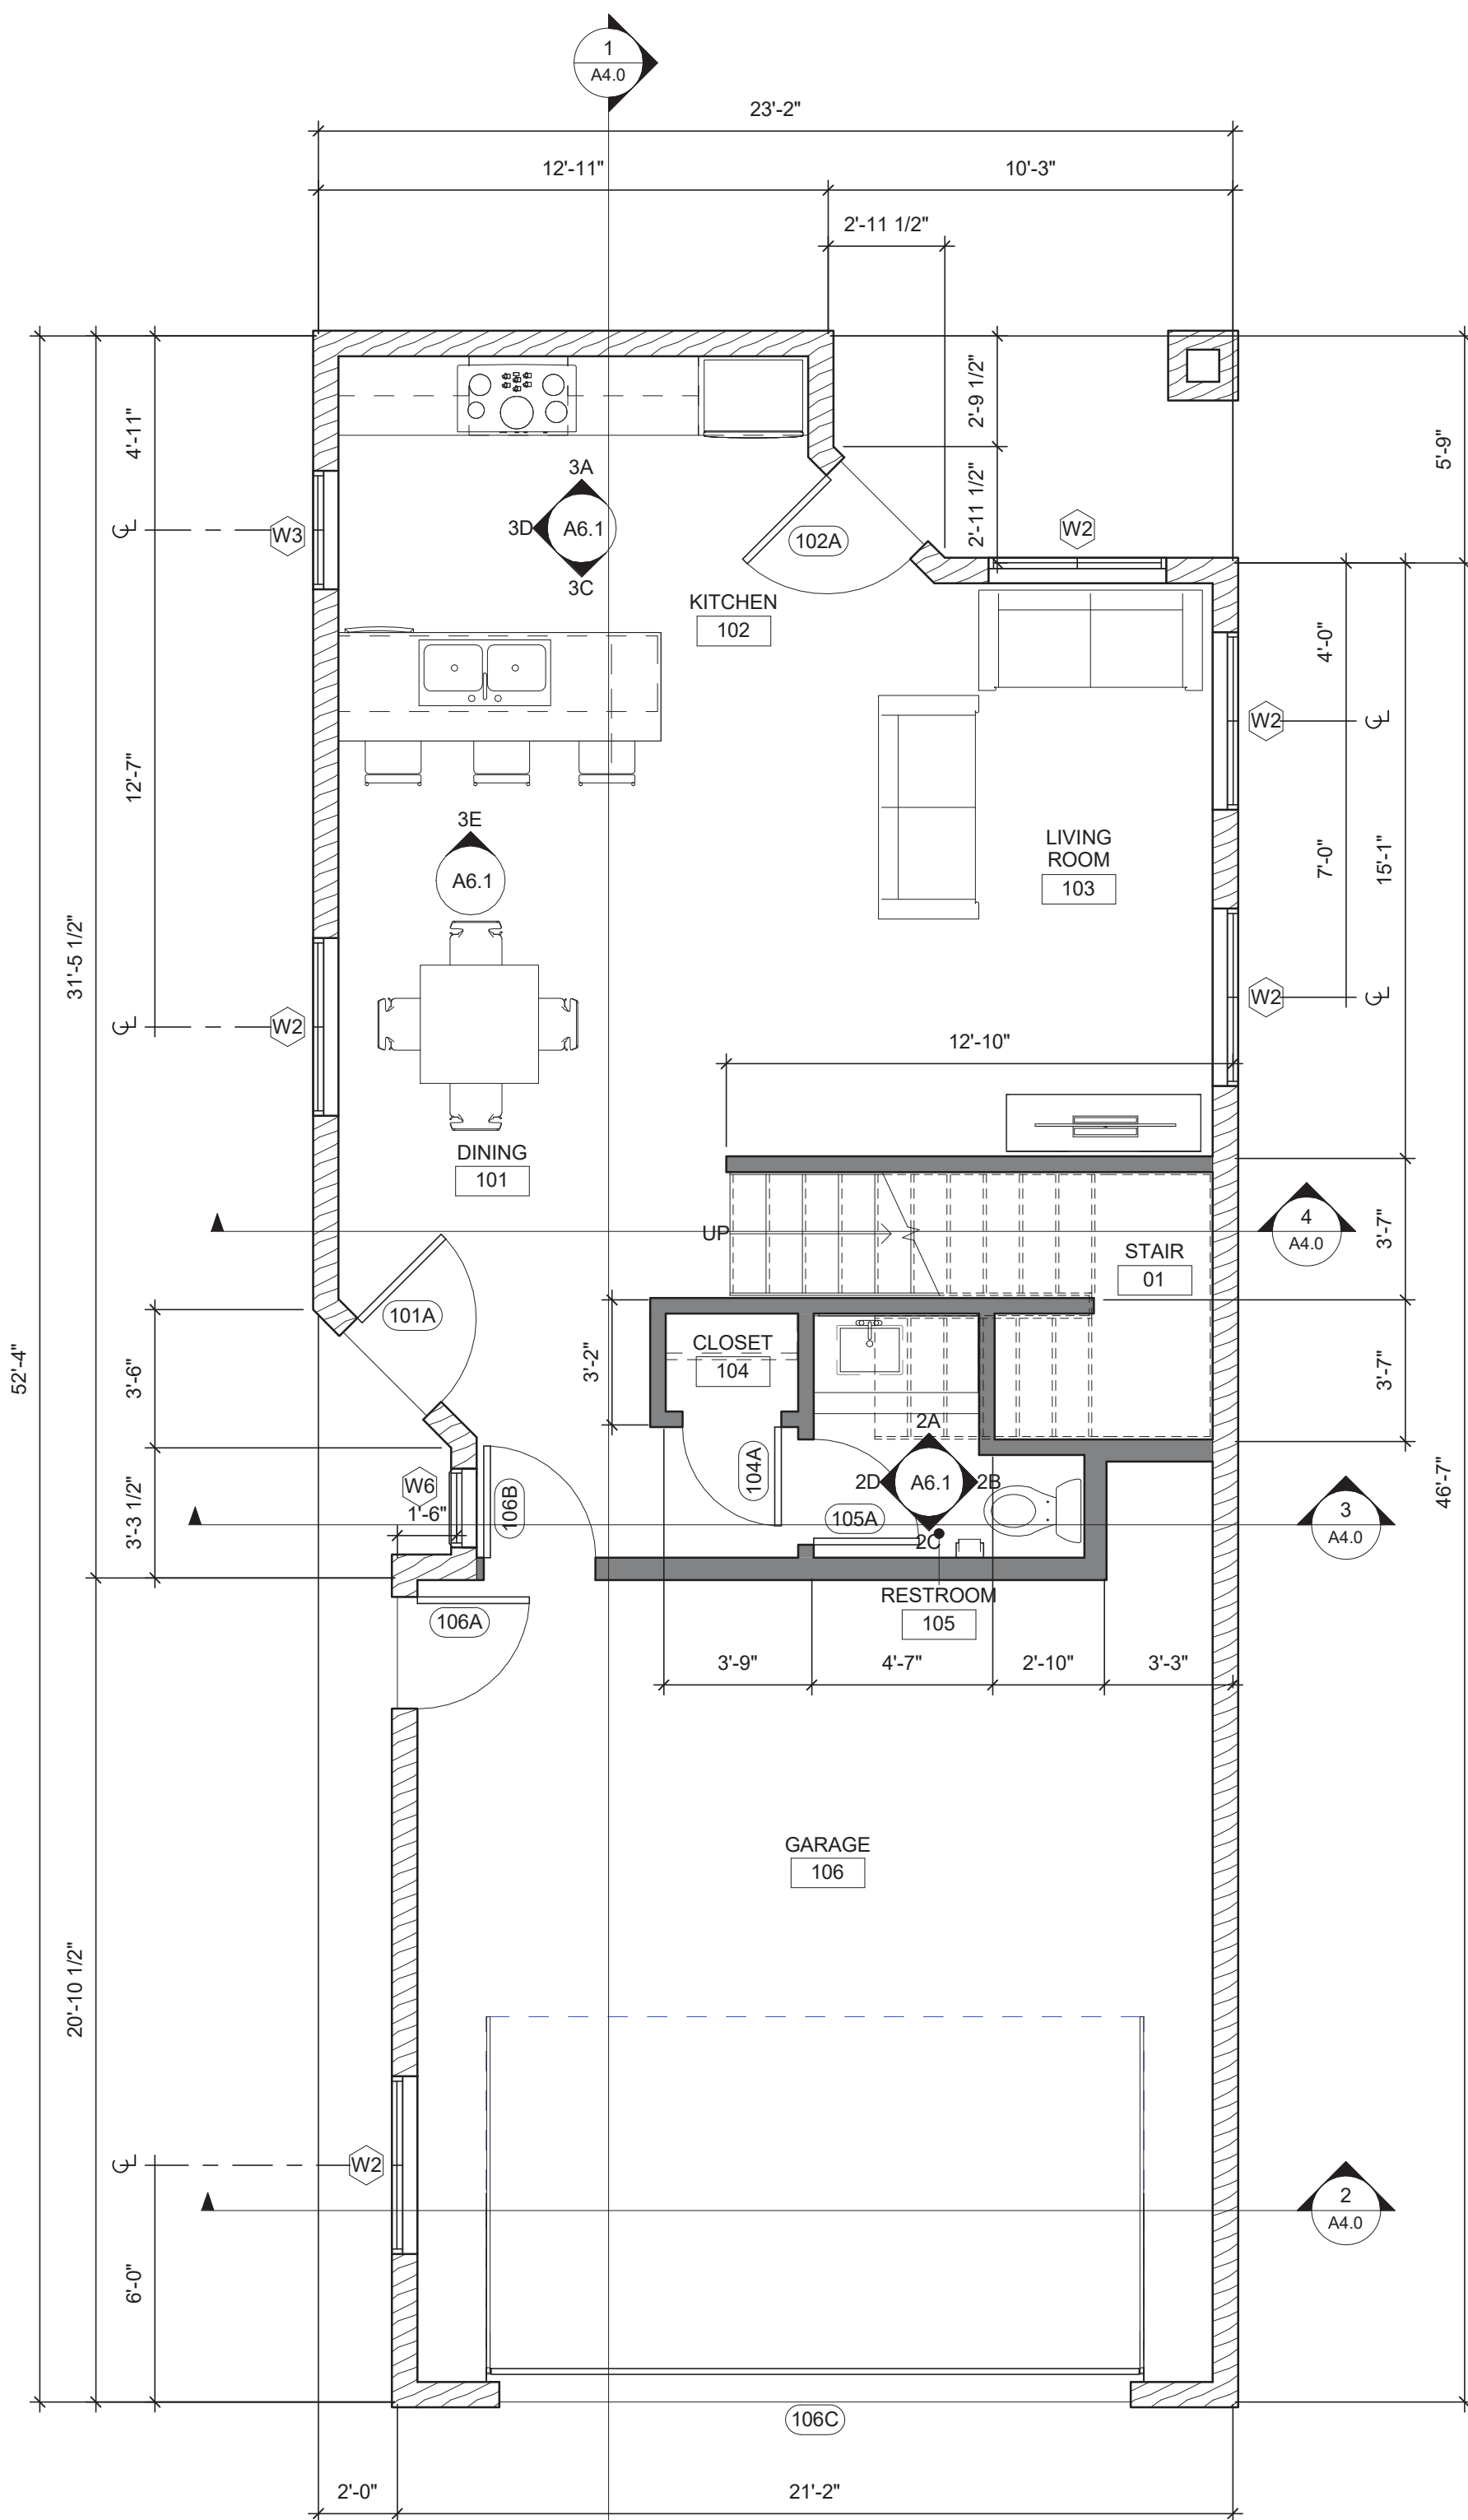 1
A4.0
23'-2"
12'-11"
10'-3"
2'-11 1/2"
4'-11"
2'-9 1/2"
5'-9"
3A
3D
A6.1
3C
W3
2'-11 1/2"
102A
W2
KITCHEN
102
4'-0"
W2
12'-7"
3E
A6.1
LIVING
ROOM
103
7'-0"
15'-1"
31'-5 1/2"
W2
W2
12'-10"
DINING
101
UP
4
A4.0
3'-7"
STAIR
01
101A
52'-4"
3'-6"
3'-2"
CLOSET
104
3'-7"
2A
W6
1'-6"
106B
104A
2D
A6.1
2B
3'-3 1/2"
105A
2C
3
A4.0
46'-7"
RESTROOM
105
106A
3'-9"
4'-7"
2'-10"
3'-3"
GARAGE
106
20'-10 1/2"
W2
2
A4.0
6'-0"
106C
2'-0"
21'-2"